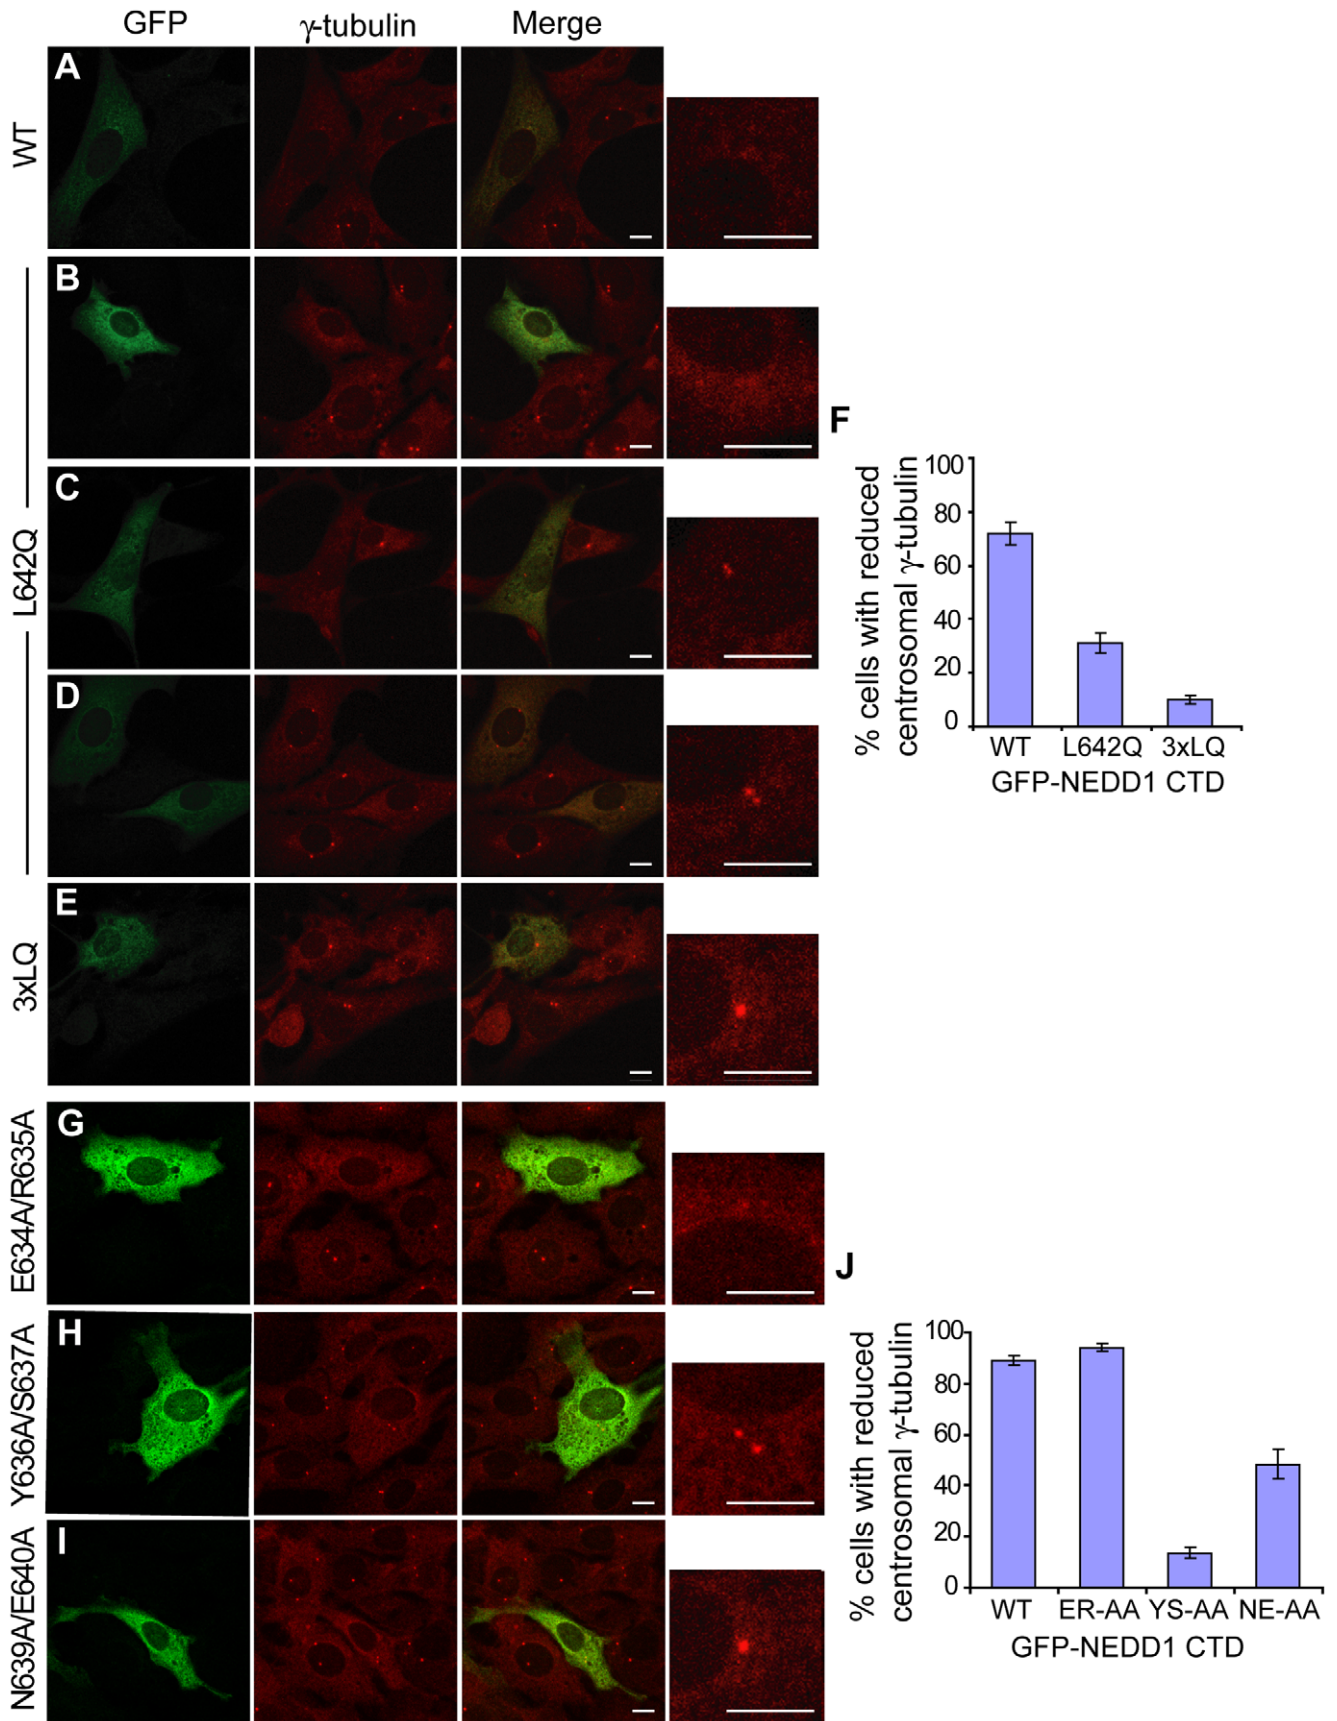 GFP γ-tubulin Merge
A
WT
B
C
L642Q
D
E
3xLQ
F
% cells with reduced
centrosomal γ-tubulin
100
80
60
40
20
0
WT L642Q 3xLQ
GFP-NEDD1 CTD
G
E634A/R635A
H
Y636A/S637A
I
N639A/E640A
J
% cells with reduced
centrosomal γ-tubulin
100
80
60
40
20
0
WT ER-AA YS-AA NE-AA
GFP-NEDD1 CTD